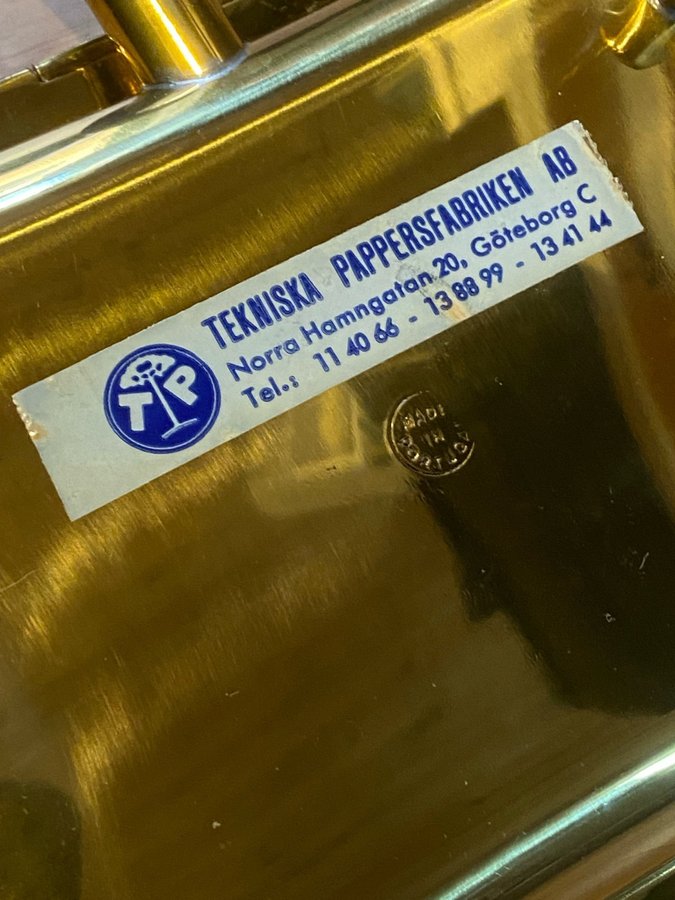 TEKNISKA PAPPERSFABRIKEN AB
Norra Hamngatan 20, Göteborg C
Tel.: 11 40 66 - 13 88 99 - 13 41 44
TP
MADE
IN
PORTUGAL